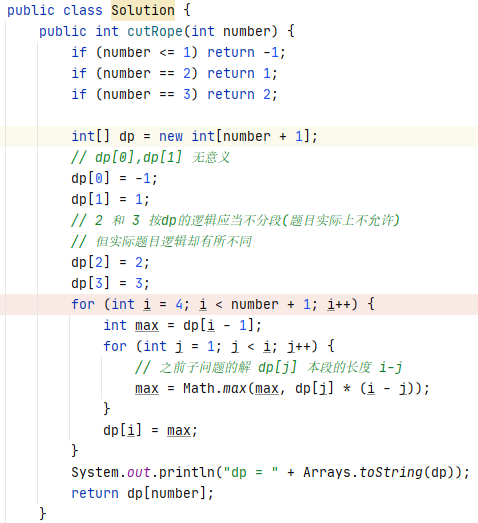 public class Solution {
    public int cutRope(int number) {
        if (number <= 1) return -1;
        if (number == 2) return 1;
        if (number == 3) return 2;

        int[] dp = new int[number + 1];
        // dp[0],dp[1] 无意义
        dp[0] = -1;
        dp[1] = 1;
        // 2 和 3 按dp的逻辑应当不分段(题目实际上不允许)
        // 但实际题目逻辑却有所不同
        dp[2] = 2;
        dp[3] = 3;
        for (int i = 4; i < number + 1; i++) {
            int max = dp[i - 1];
            for (int j = 1; j < i; j++) {
                // 之前子问题的解 dp[j] 本段的长度 i-j
                max = Math.max(max, dp[j] * (i - j));
            }
            dp[i] = max;
        }
        System.out.println("dp = " + Arrays.toString(dp));
        return dp[number];
    }